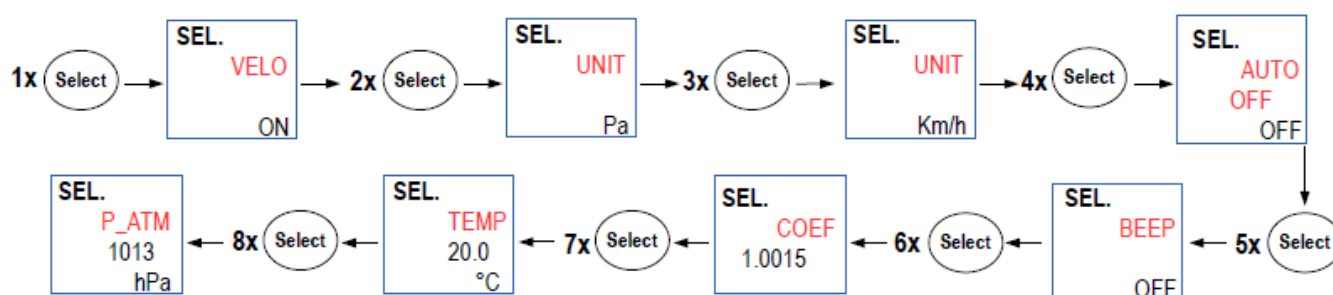 1x Select
SEL.
VELO
ON
2x Select
SEL.
UNIT
Pa
3x Select
SEL.
UNIT
Km/h
4x Select
SEL.
AUTO
OFF
OFF
5x Select
SEL.
BEEP
OFF
6x Select
SEL.
COEF
1.0015
7x Select
SEL.
TEMP
20.0
°C
8x Select
SEL.
P_ATM
1013
hPa